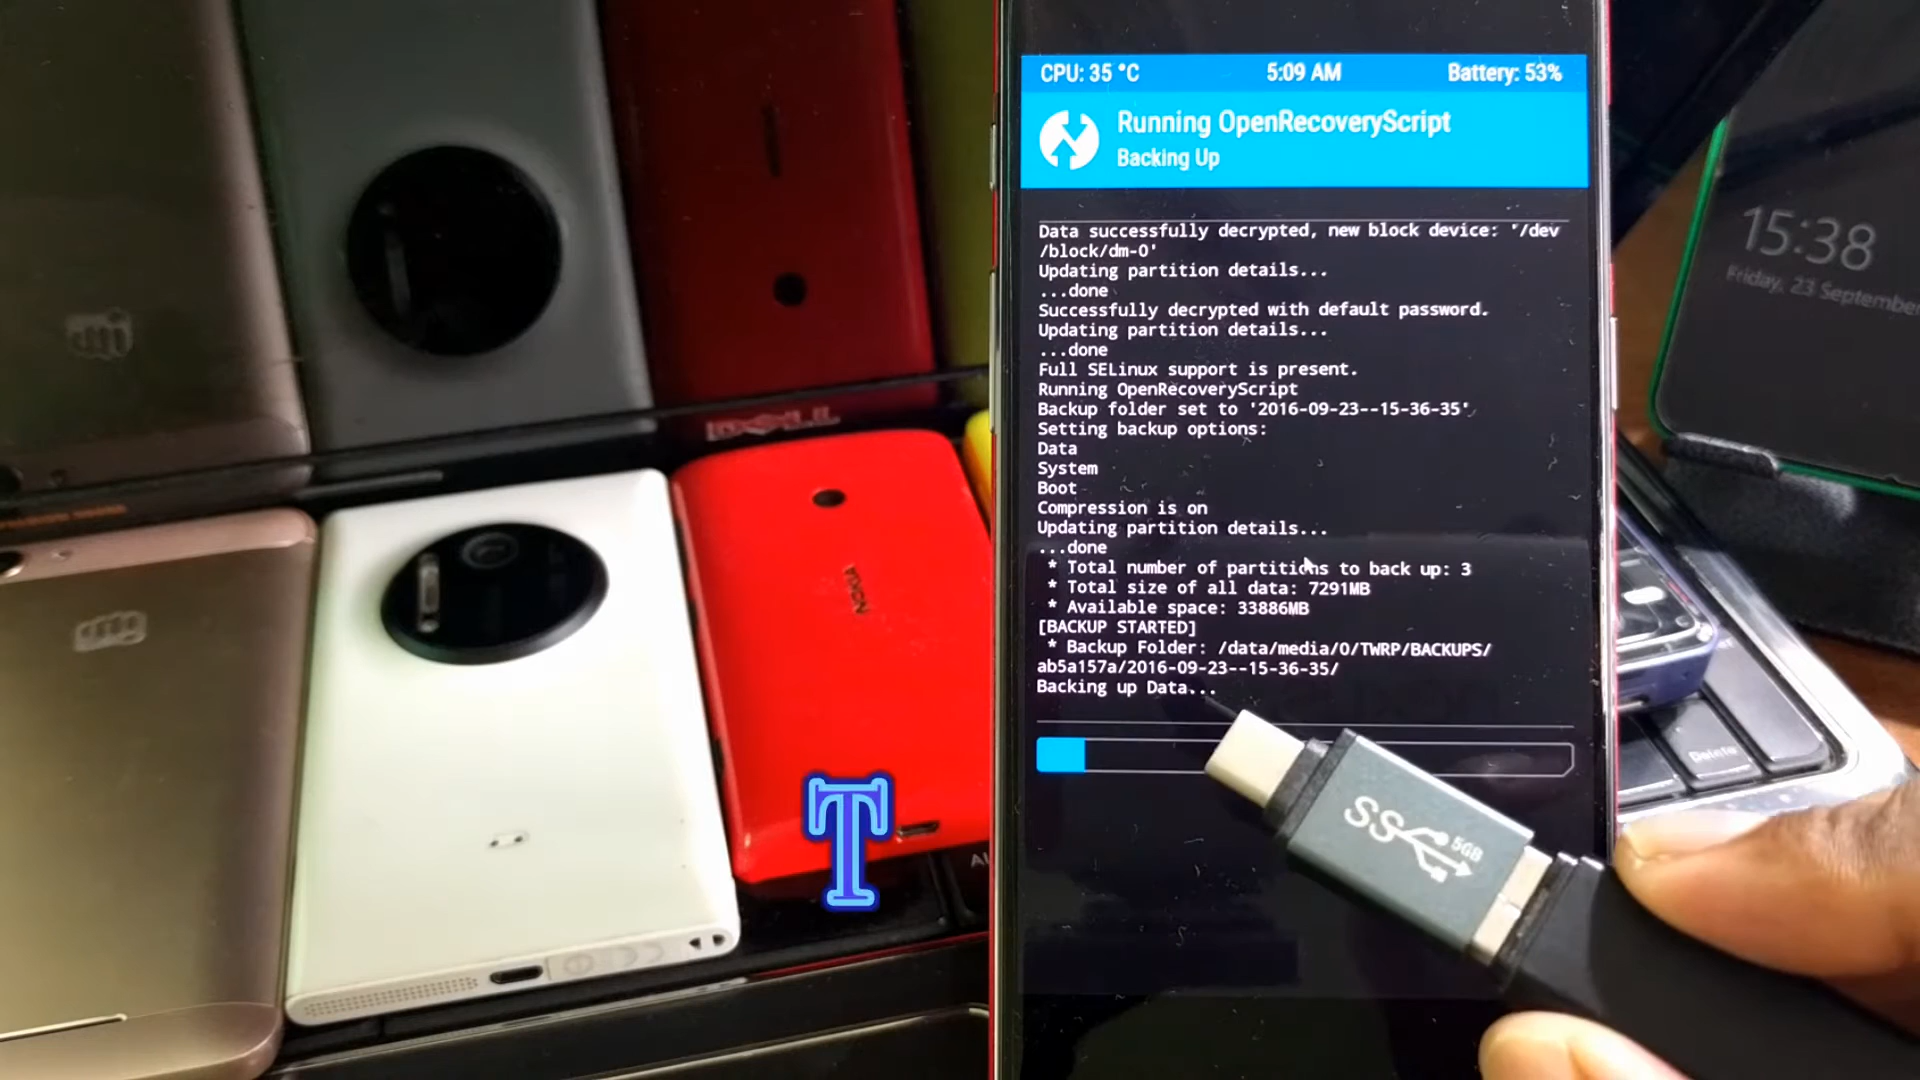 CPU: 35 °C
5:09 AM
Battery: 53%
Running OpenRecoveryScript
Backing Up
Data successfully decrypted, new block device: '/dev
/block/dm-0'
Updating partition details...
...done
Successfully decrypted with default password.
Updating partition details...
...done
Full SELinux support is present.
Running OpenRecoveryScript
Backup folder set to '2016-09-23--15-36-35'
Setting backup options:
Data
System
Boot
Compression is on
Updating partition details...
...done
* Total number of partitions to back up: 3
* Total size of all data: 7291MB
* Available space: 33886MB
[BACKUP STARTED]
* Backup Folder: /data/media/0/TWRP/BACKUPS/
ab5a157a/2016-09-23--15-36-35/
Backing up Data...
15:38
Friday, 23 September
DELL
NOKIA
T
SS
5GB
Delete